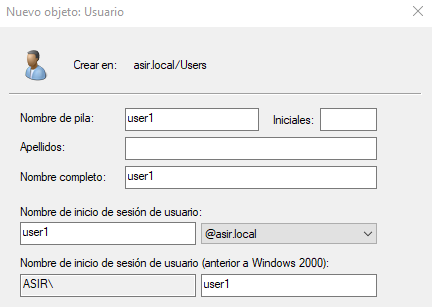 Nuevo objeto: Usuario
Crear en: asir.local/Users
Nombre de pila: user1 Iniciales:
Apellidos:
Nombre completo: user1
Nombre de inicio de sesión de usuario:
user1 @asir.local
Nombre de inicio de sesión de usuario (anterior a Windows 2000):
ASIR\ user1